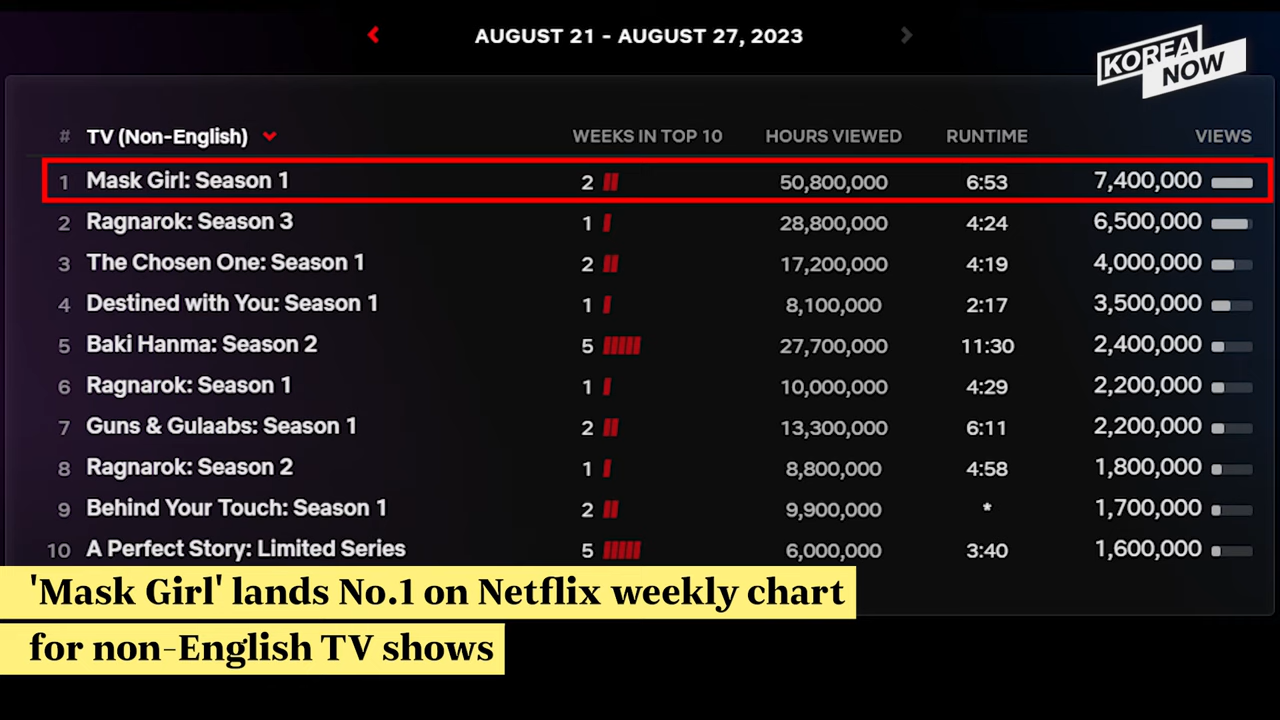 AUGUST 21 - AUGUST 27, 2023
KOREA
NOW
# TV (Non-English) WEEKS IN TOP 10 HOURS VIEWED RUNTIME VIEWS
1 Mask Girl: Season 1 2 50,800,000 6:53 7,400,000
2 Ragnarok: Season 3 1 28,800,000 4:24 6,500,000
3 The Chosen One: Season 1 2 17,200,000 4:19 4,000,000
4 Destined with You: Season 1 1 8,100,000 2:17 3,500,000
5 Baki Hanma: Season 2 5 27,700,000 11:30 2,400,000
6 Ragnarok: Season 1 1 10,000,000 4:29 2,200,000
7 Guns & Gulaabs: Season 1 2 13,300,000 6:11 2,200,000
8 Ragnarok: Season 2 1 8,800,000 4:58 1,800,000
9 Behind Your Touch: Season 1 2 9,900,000 * 1,700,000
10 A Perfect Story: Limited Series 5 6,000,000 3:40 1,600,000
'Mask Girl' lands No.1 on Netflix weekly chart
for non-English TV shows